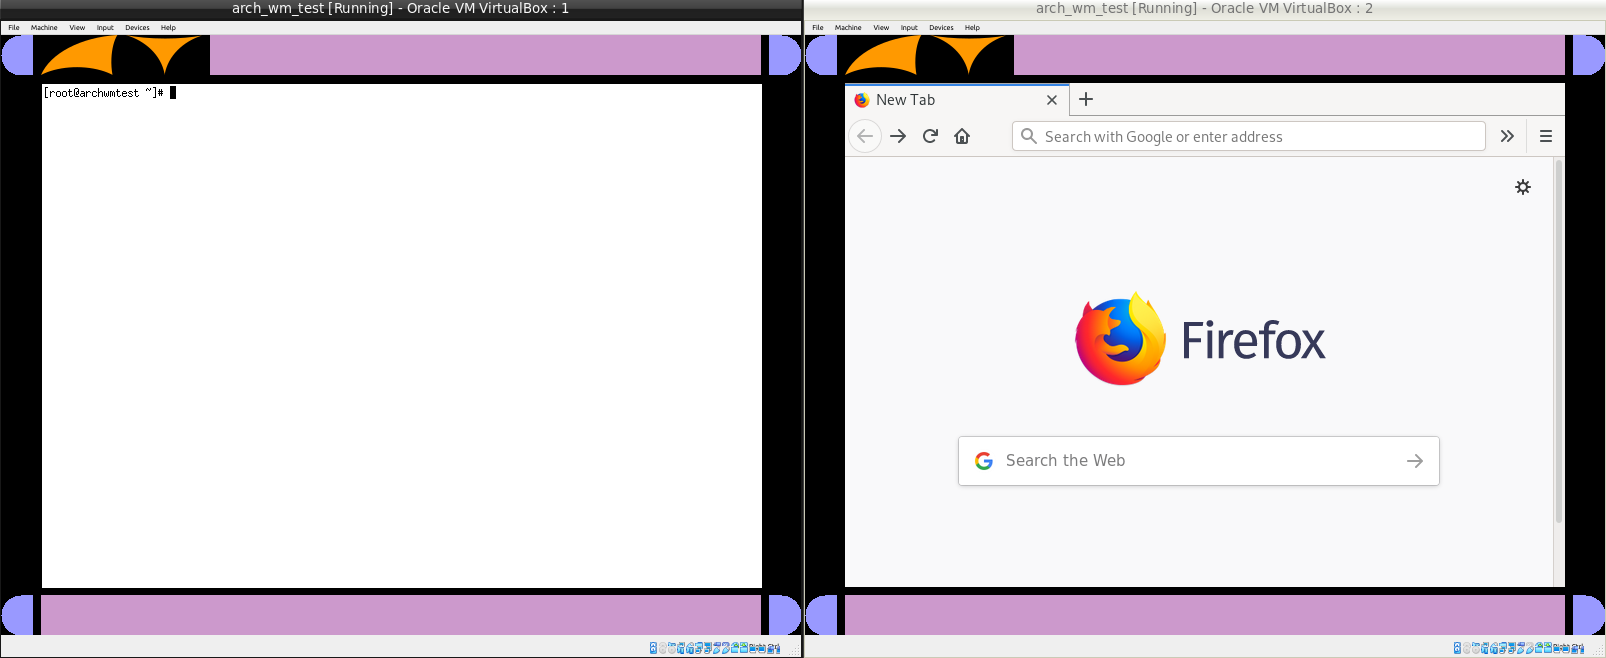 arch_wm_test [Running] - Oracle VM VirtualBox : 1
File Machine View Input Devices Help
[root@archwmtest ~]#
arch_wm_test [Running] - Oracle VM VirtualBox : 2
File Machine View Input Devices Help
New Tab
Search with Google or enter address
Firefox
Search the Web